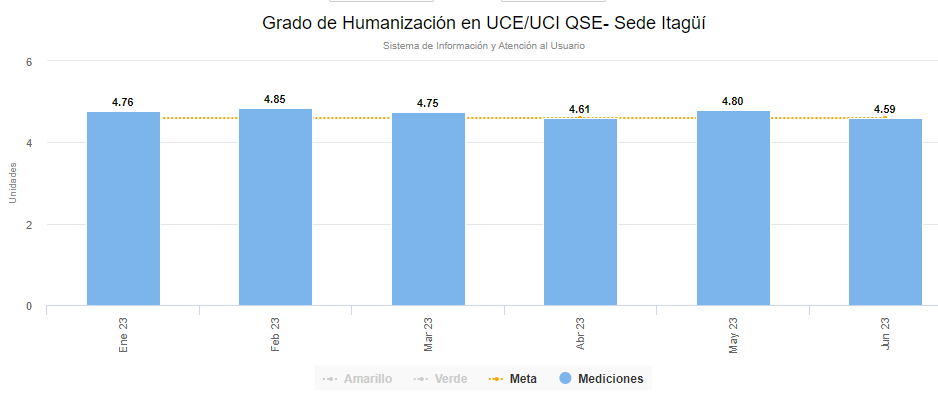 Grado de Humanización en UCE/UCI QSE- Sede Itagüí
Sistema de Información y Atención al Usuario
6
4
2
0
Unidades
4.76
4.85
4.75
4.61
4.80
4.59
Ene 23
Feb 23
Mar 23
Abr 23
May 23
Jun 23
Amarillo Verde Meta Mediciones